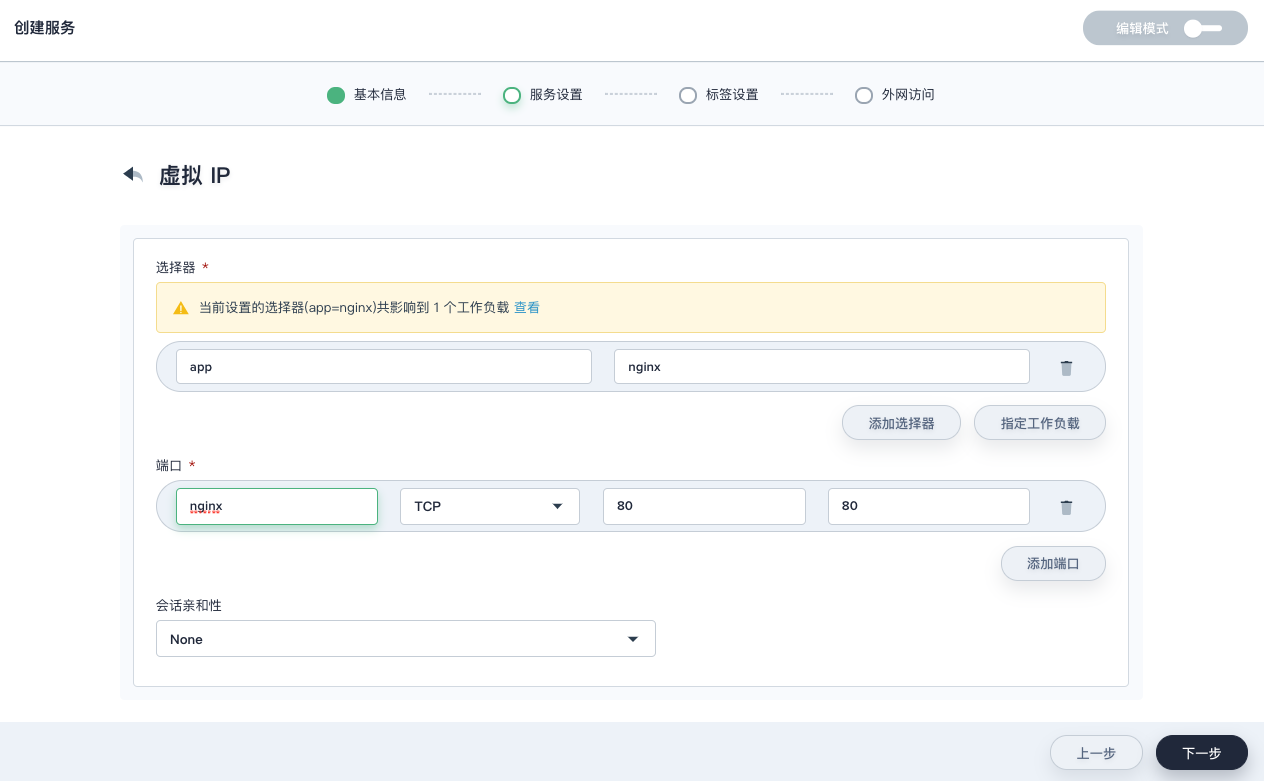 创建服务
编辑模式
基本信息
服务设置
标签设置
外网访问
虚拟 IP
选择器 *
当前设置的选择器(app=nginx)共影响到 1 个工作负载 查看
app nginx
添加选择器 指定工作负载
端口 *
nginx TCP 80 80
添加端口
会话亲和性
None
上一步 下一步